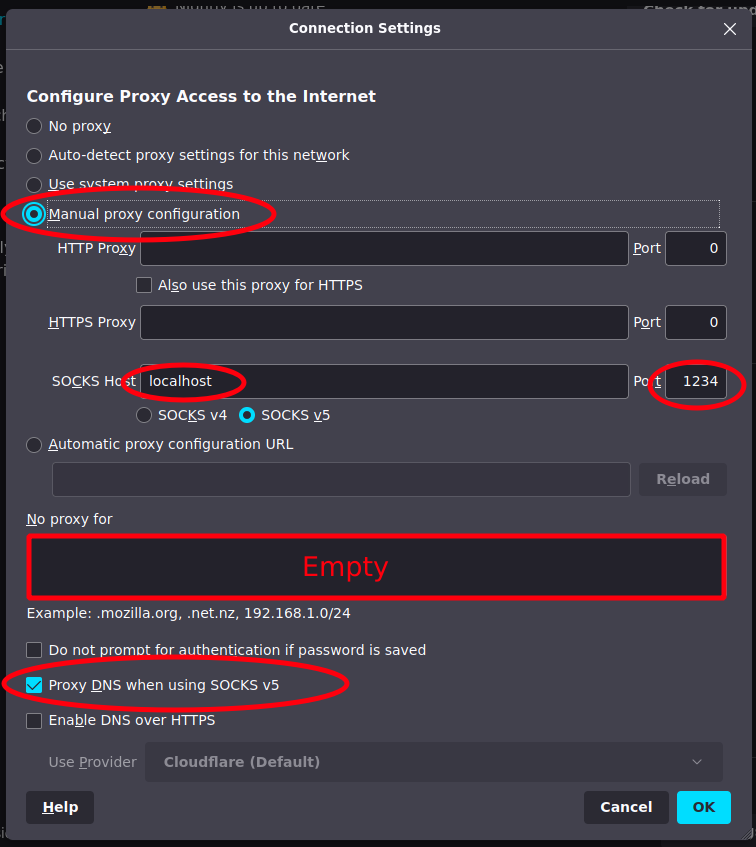 Connection Settings
Configure Proxy Access to the Internet
No proxy
Auto-detect proxy settings for this network
Use system proxy settings
Manual proxy configuration
HTTP Proxy Port 0
Also use this proxy for HTTPS
HTTPS Proxy Port 0
SOCKS Host localhost Port 1234
SOCKS v4 SOCKS v5
Automatic proxy configuration URL
Reload
No proxy for
Empty
Example: .mozilla.org, .net.nz, 192.168.1.0/24
Do not prompt for authentication if password is saved
Proxy DNS when using SOCKS v5
Enable DNS over HTTPS
Use Provider Cloudflare (Default)
Help Cancel OK